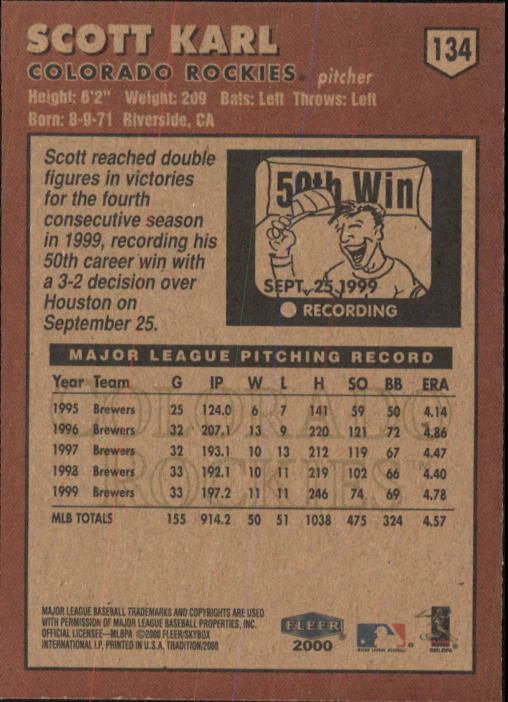 SCOTT KARL
134
COLORADO ROCKIES® pitcher
Height: 6'2" Weight: 209 Bats: Left Throws: Left
Born: 8-9-71 Riverside, CA
Scott reached double
figures in victories
for the fourth
consecutive season
in 1999, recording his
50th career win with
a 3-2 decision over
Houston on
September 25.
50th Win
SEPT. 25 1999
RECORDING
MAJOR LEAGUE PITCHING RECORD
Year Team G IP W L H SO BB ERA
1995 Brewers 25 124.0 6 7 141 59 50 4.14
1996 Brewers 32 207.1 13 9 220 121 72 4.86
1997 Brewers 32 193.1 10 13 212 119 67 4.47
1998 Brewers 33 192.1 10 11 219 102 66 4.40
1999 Brewers 33 197.2 11 11 246 74 69 4.78
MLB TOTALS 155 914.2 50 51 1038 475 324 4.57
COLORADO
ROCKIES™
MAJOR LEAGUE BASEBALL TRADEMARKS AND COPYRIGHTS ARE USED
WITH PERMISSION OF MAJOR LEAGUE BASEBALL PROPERTIES, INC.
OFFICIAL LICENSEE—MLBPA ©2000 FLEER/SKYBOX
INTERNATIONAL LP, PRINTED IN U.S.A, TRADITION/2000
FLEER
2000
MAJOR LEAGUE BASEBALL
©MLBPA